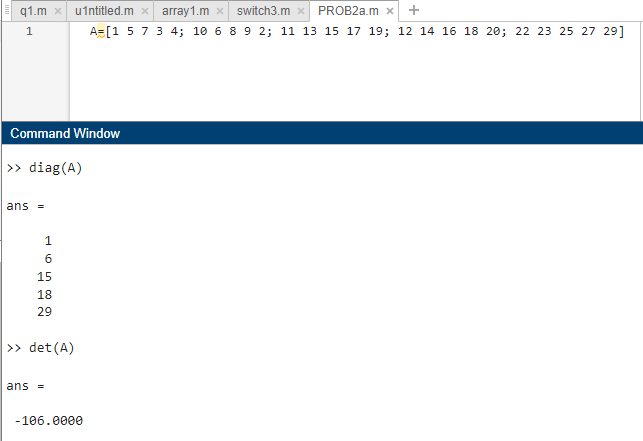 q1.m × u1ntitled.m × array1.m × switch3.m × PROB2a.m × +
1 A=[1 5 7 3 4; 10 6 8 9 2; 11 13 15 17 19; 12 14 16 18 20; 22 23 25 27 29]
Command Window
>> diag(A)
ans =
1
6
15
18
29
>> det(A)
ans =
-106.0000